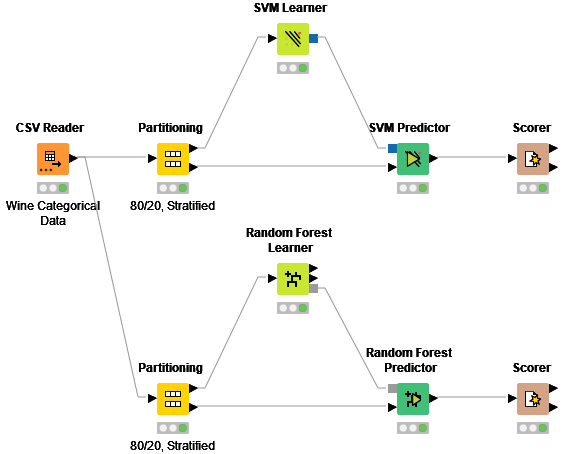 SVM Learner
CSV Reader
Partitioning
SVM Predictor
Scorer
Wine Categorical
Data
80/20, Stratified
Random Forest
Learner
Partitioning
Random Forest
Predictor
Scorer
80/20, Stratified